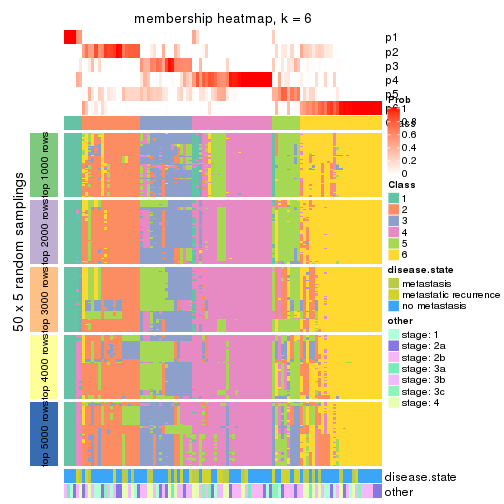 membership heatmap, k = 6
p1
p2
p3
p4
p5
p6
Class
Prob
1
0.8
0.6
0.4
0.2
0
Class
1
2
3
4
5
6
disease.state
metastasis
metastatic recurrence
no metastasis
other
stage: 1
stage: 2a
stage: 2b
stage: 3a
stage: 3b
stage: 3c
stage: 4
50 x 5 random samplings
top 1000 rows
top 2000 rows
top 3000 rows
top 4000 rows
top 5000 rows
disease.state
other